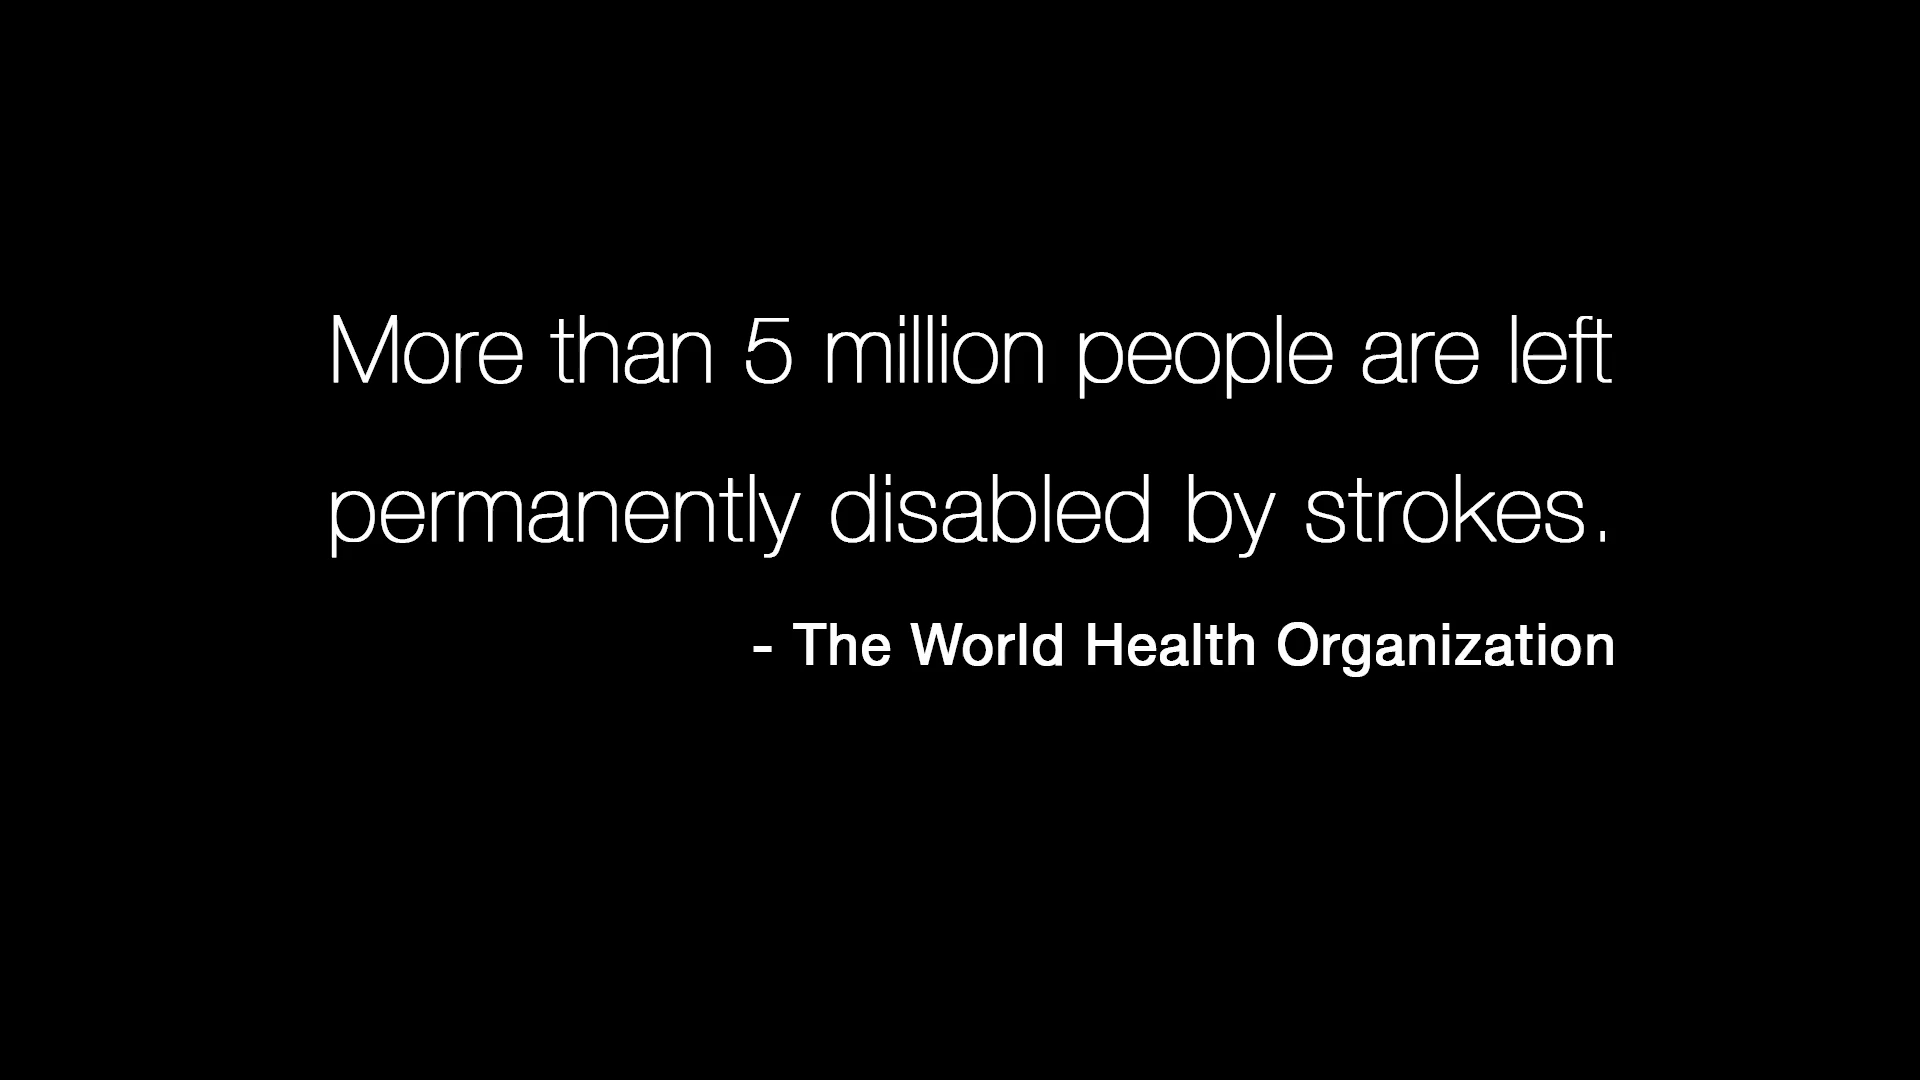 More than 5 million people are left
permanently disabled by strokes.
- The World Health Organization